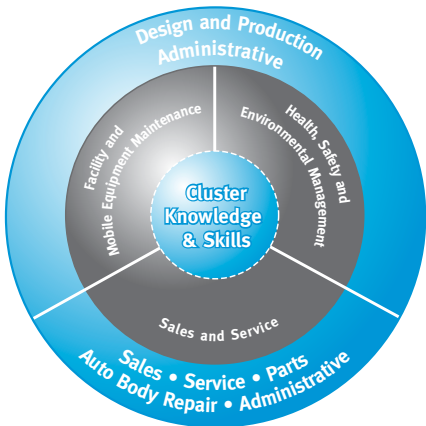 Design and Production
Administrative
Facility and
Mobile Equipment Maintenance
Health, Safety and
Environmental Management
Cluster
Knowledge
& Skills
Sales and Service
Sales • Service • Parts
Auto Body Repair • Administrative